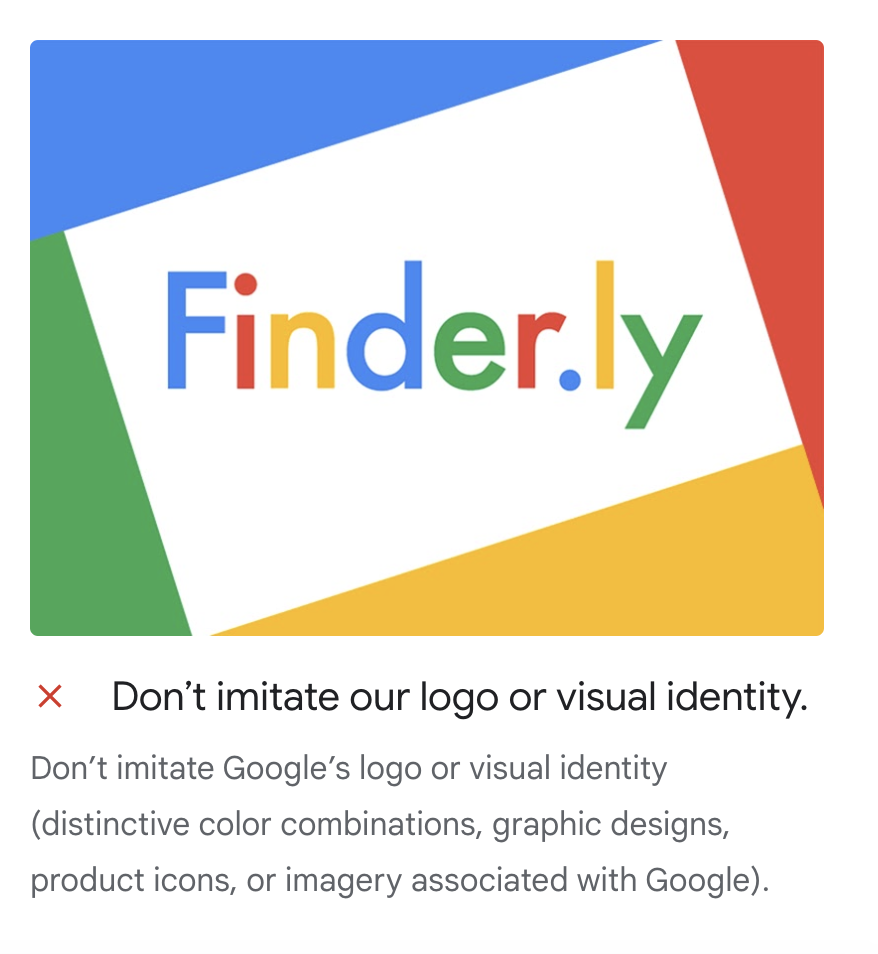 Finder.ly
Don’t imitate our logo or visual identity.
Don’t imitate Google’s logo or visual identity
(distinctive color combinations, graphic designs,
product icons, or imagery associated with Google).